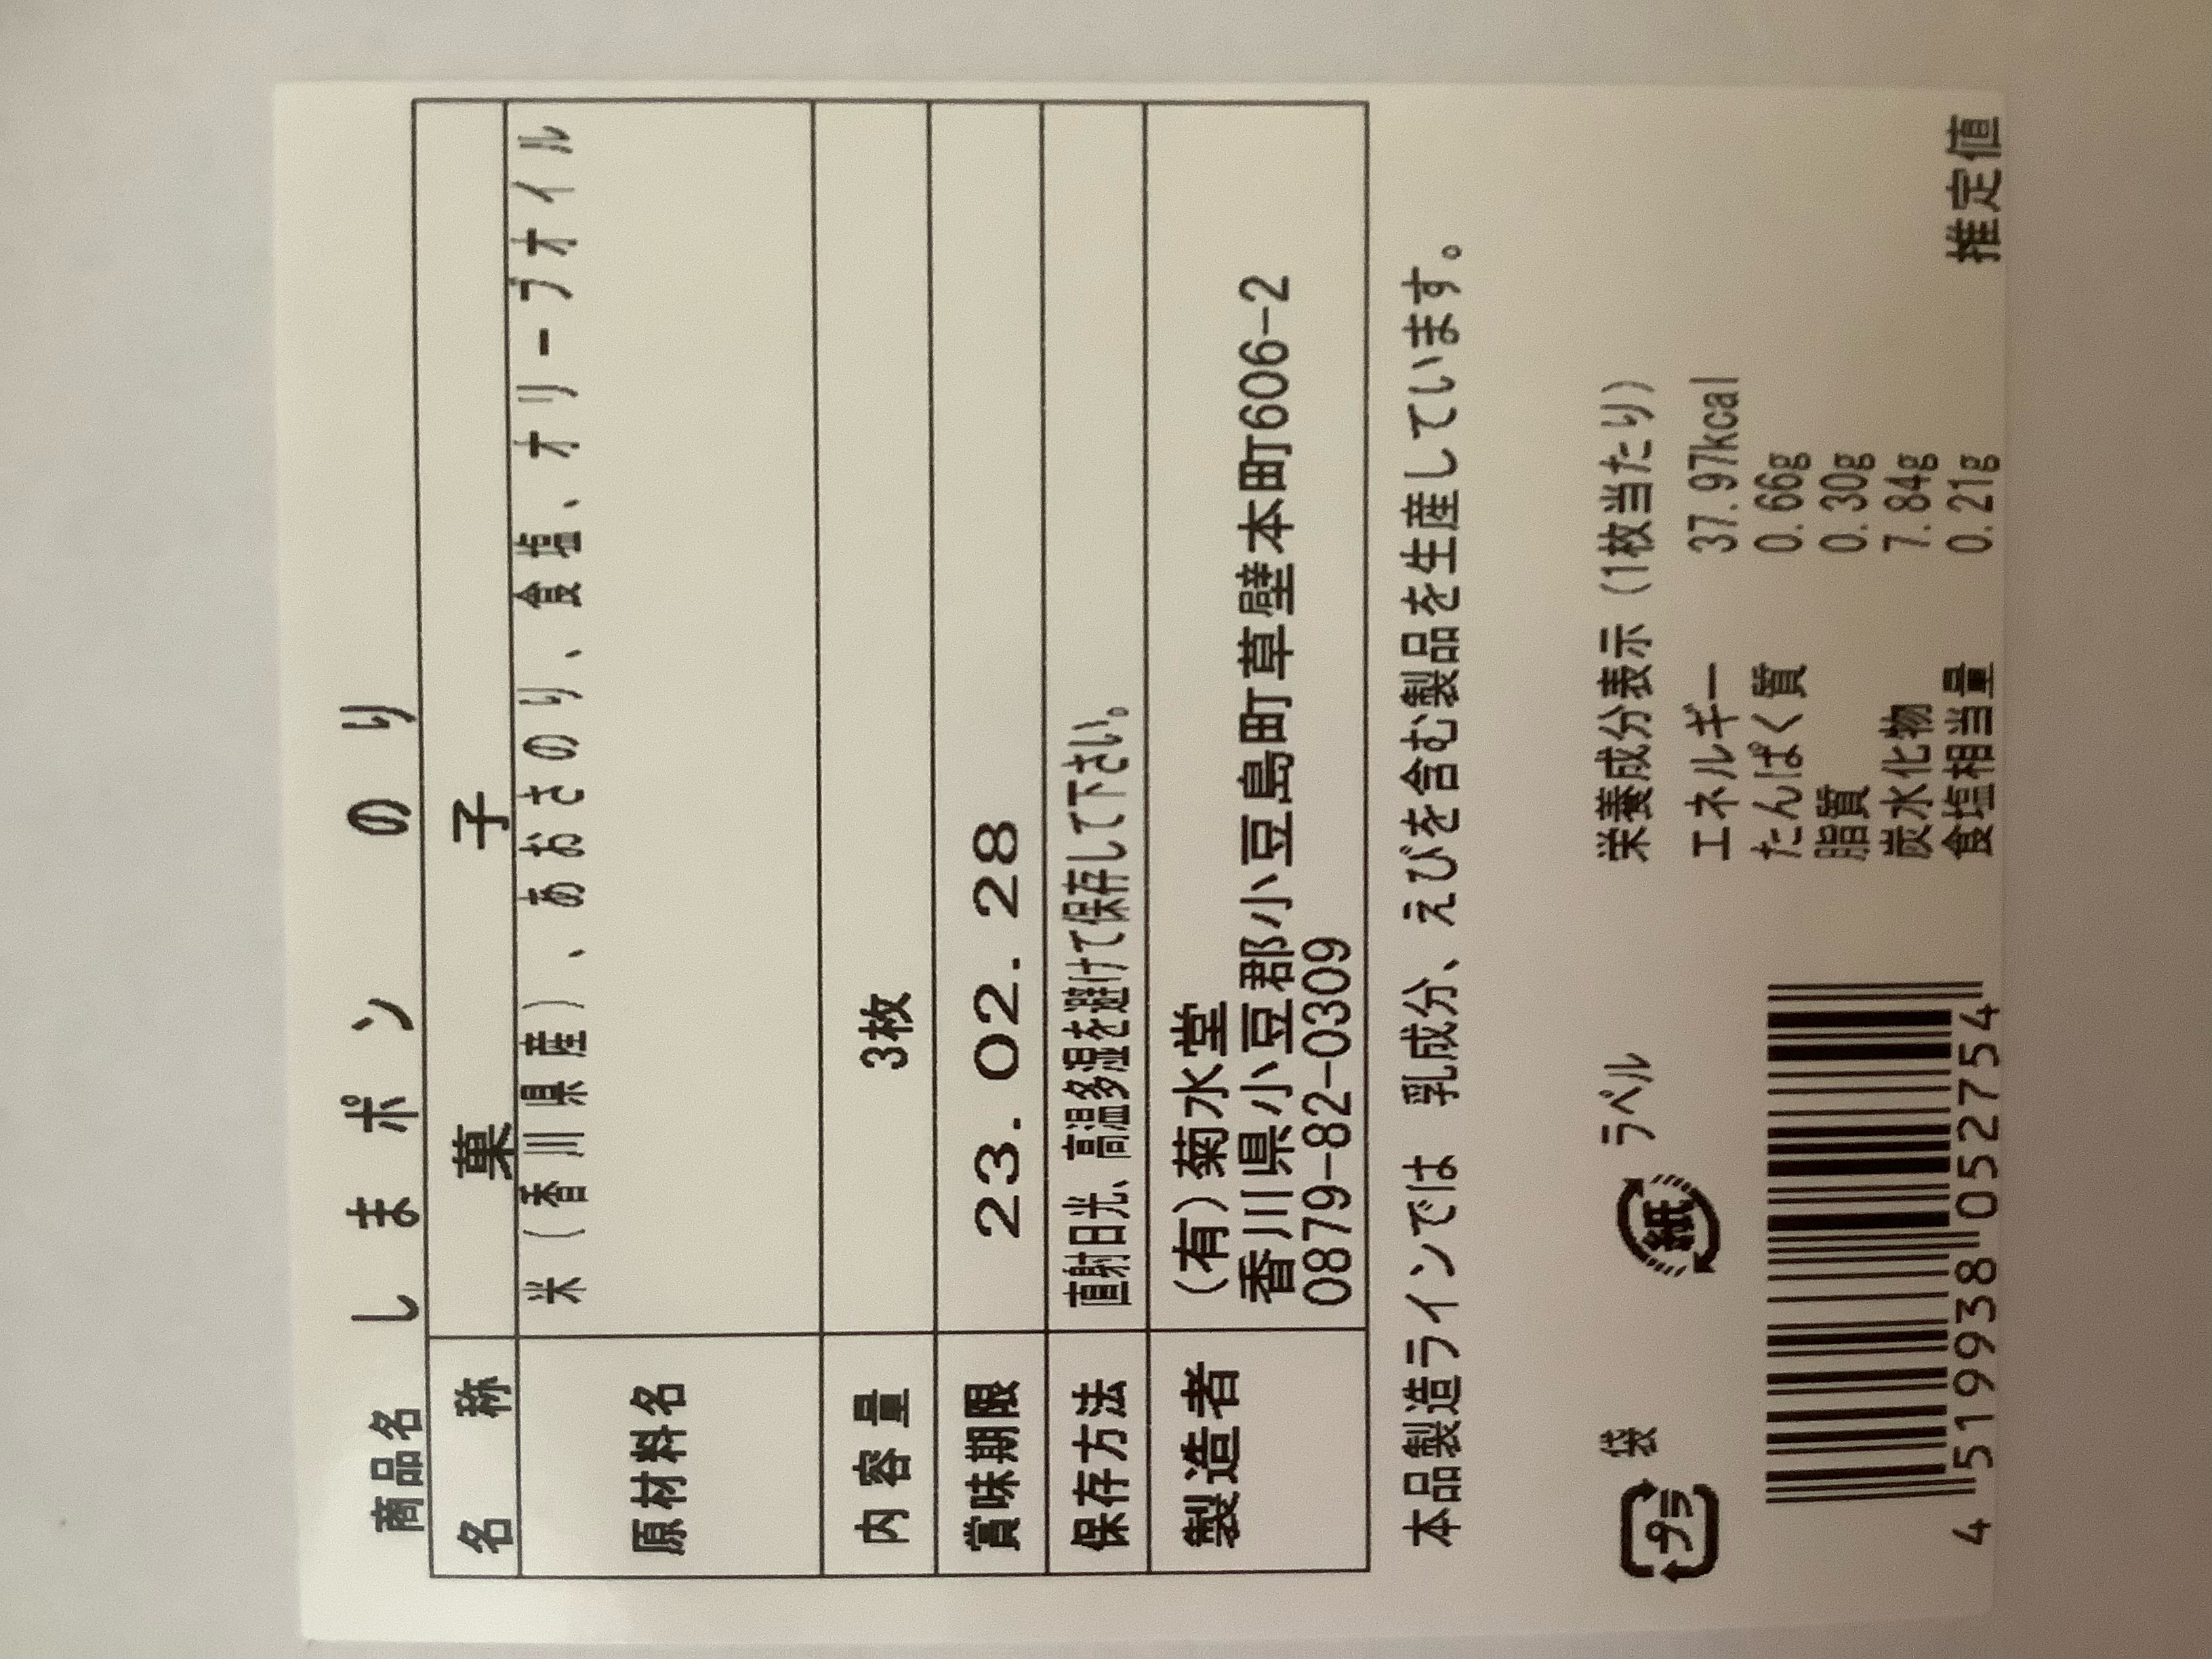 商品名 しまポン のり
名称 菓子
原材料名 米(香川県産)、あおさのり、食塩、オリーブオイル
内容量 3枚
賞味期限 23.02.28
保存方法 直射日光、高温多湿を避けて保存して下さい。
製造者 (有)菊水堂
香川県小豆郡小豆島町草壁本町606-2
0879-82-0309
本品製造ラインでは 乳成分、えびを含む製品を生産しています。
プラ 袋 紙 ラベル
4519938052754
栄養成分表示(1枚当たり)
エネルギー 37.97kcal
たんぱく質 0.66g
脂質 0.30g
炭水化物 7.84g
食塩相当量 0.21g
推定値